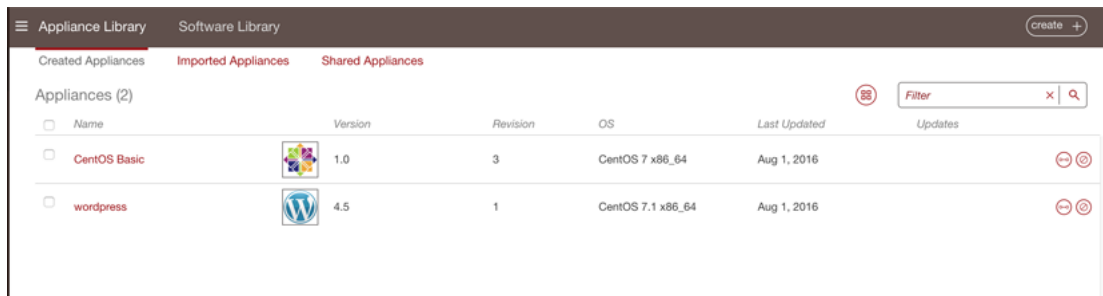 Appliance Library Software Library create +
Created Appliances Imported Appliances Shared Appliances
Appliances (2) Filter
Name Version Revision OS Last Updated Updates
CentOS Basic 1.0 3 CentOS 7 x86_64 Aug 1, 2016
wordpress 4.5 1 CentOS 7.1 x86_64 Aug 1, 2016